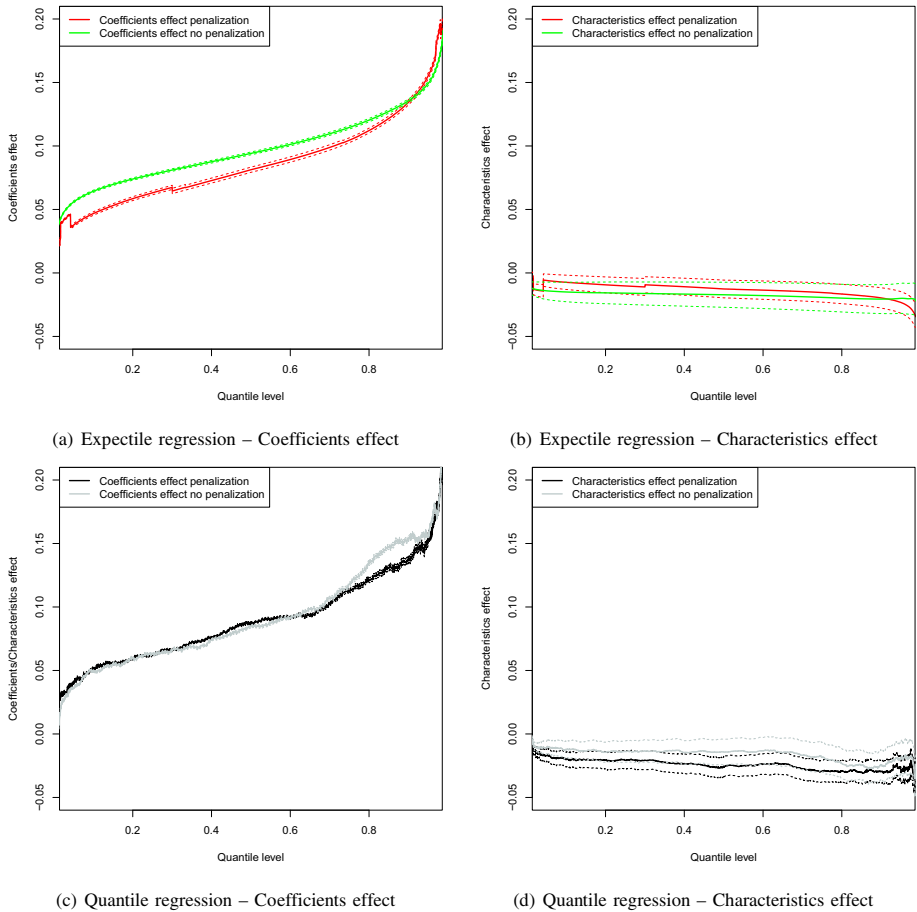 Coefficients effect penalization
Coefficients effect no penalization
Coefficients effect
0.20
0.15
0.10
0.05
0.00
−0.05
0.2 0.4 0.6 0.8
Quantile level
(a) Expectile regression – Coefficients effect
Characteristics effect penalization
Characteristics effect no penalization
Characteristics effect
0.20
0.15
0.10
0.05
0.00
−0.05
0.2 0.4 0.6 0.8
Quantile level
(b) Expectile regression – Characteristics effect
Coefficients effect penalization
Coefficients effect no penalization
Coefficients/Characteristics effect
0.20
0.15
0.10
0.05
0.00
−0.05
0.2 0.4 0.6 0.8
Quantile level
(c) Quantile regression – Coefficients effect
Characteristics effect penalization
Characteristics effect no penalization
Characteristics effect
0.20
0.15
0.10
0.05
0.00
−0.05
0.2 0.4 0.6 0.8
Quantile level
(d) Quantile regression – Characteristics effect